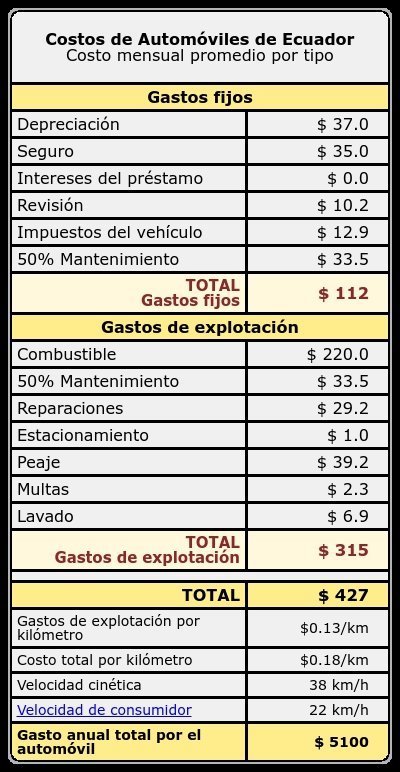 Costos de Automóviles de Ecuador
Costo mensual promedio por tipo
Gastos fijos
Depreciación $ 37.0
Seguro $ 35.0
Intereses del préstamo $ 0.0
Revisión $ 10.2
Impuestos del vehículo $ 12.9
50% Mantenimiento $ 33.5
TOTAL
Gastos fijos $ 112
Gastos de explotación
Combustible $ 220.0
50% Mantenimiento $ 33.5
Reparaciones $ 29.2
Estacionamiento $ 1.0
Peaje $ 39.2
Multas $ 2.3
Lavado $ 6.9
TOTAL
Gastos de explotación $ 315
TOTAL $ 427
Gastos de explotación por
kilómetro $0.13/km
Costo total por kilómetro $0.18/km
Velocidad cinética 38 km/h
Velocidad de consumidor 22 km/h
Gasto anual total por el
automóvil $ 5100